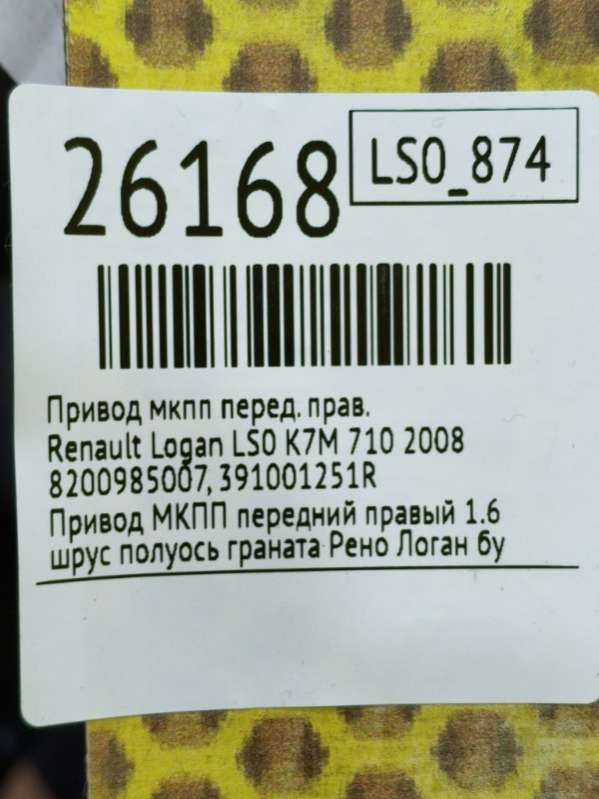 26168
LS0_874
Привод мкпп перед. прав.
Renault Logan LS0 K7M 710 2008
8200985007, 391001251R
Привод МКПП передний правый 1.6
шрус полуось граната Рено Логан бу